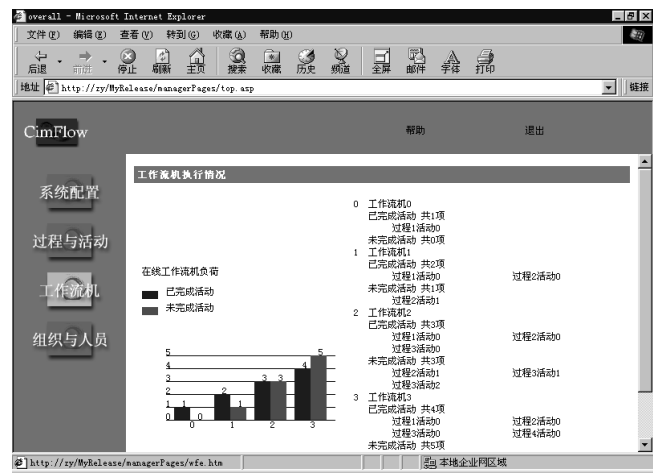 overall - Microsoft Internet Explorer
文件(F) 编辑(E) 查看(V) 转到(G) 收藏(A) 帮助(H)
后退 前进 停止 刷新 主页 搜索 收藏 历史 频道 全屏 邮件 字体 打印
地址 http://zy/MyRelease/managerPages/top.asp 链接
CimFlow 帮助 退出
系统配置
过程与活动
工作流机
组织与人员
工作流机执行情况
在线工作流机负荷
已完成活动
未完成活动
5
4
3
2
1
0
1 0 2 1 3 3 4 5
0 1 2 3
0 工作流机0
已完成活动 共1项
过程1活动0
未完成活动 共0项
1 工作流机1
已完成活动 共2项
过程1活动0 过程2活动0
未完成活动 共1项
过程2活动1
2 工作流机2
已完成活动 共3项
过程1活动0 过程2活动0
过程3活动0
未完成活动 共3项
过程2活动1 过程3活动1
过程3活动2
3 工作流机3
已完成活动 共4项
过程1活动0 过程2活动0
过程3活动0 过程4活动0
未完成活动 共5项
http://zy/MyRelease/managerPages/wfe.htm 本地企业网区域